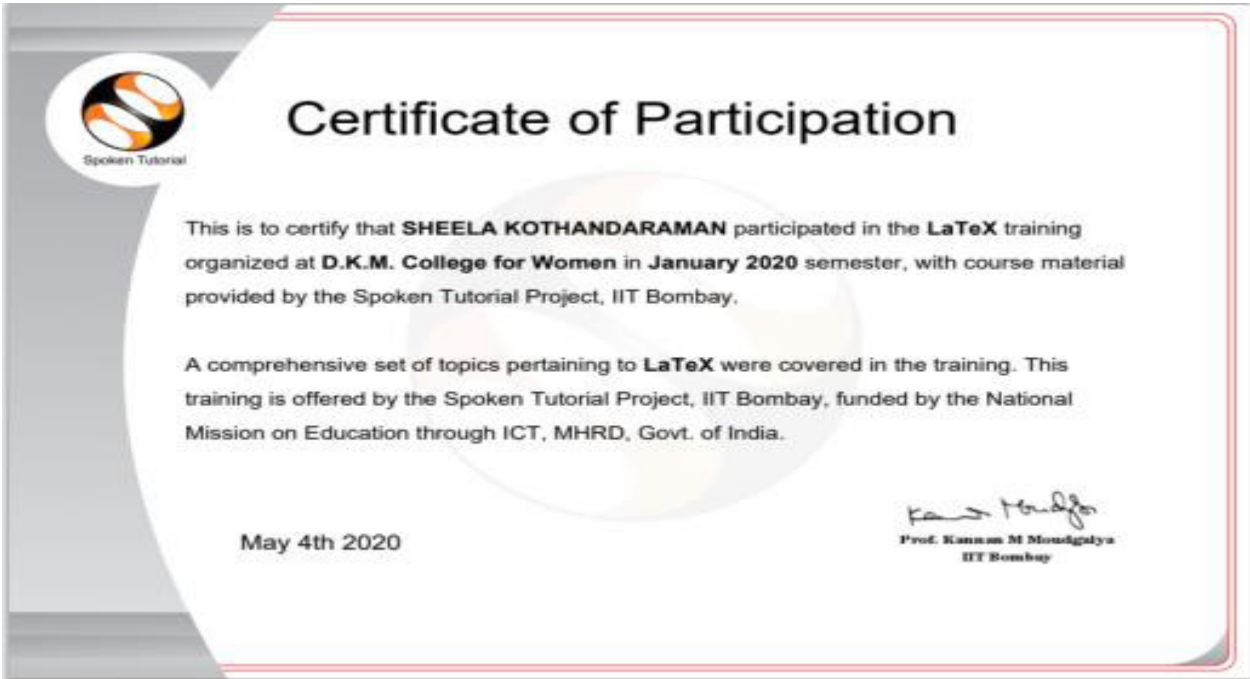 Spoken Tutorial
Certificate of Participation
This is to certify that SHEELA KOTHANDARAMAN participated in the LaTeX training
organized at D.K.M. College for Women in January 2020 semester, with course material
provided by the Spoken Tutorial Project, IIT Bombay.
A comprehensive set of topics pertaining to LaTeX were covered in the training. This
training is offered by the Spoken Tutorial Project, IIT Bombay, funded by the National
Mission on Education through ICT, MHRD, Govt. of India.
May 4th 2020
Prof. Kannan M Moudgalya
IIT Bombay